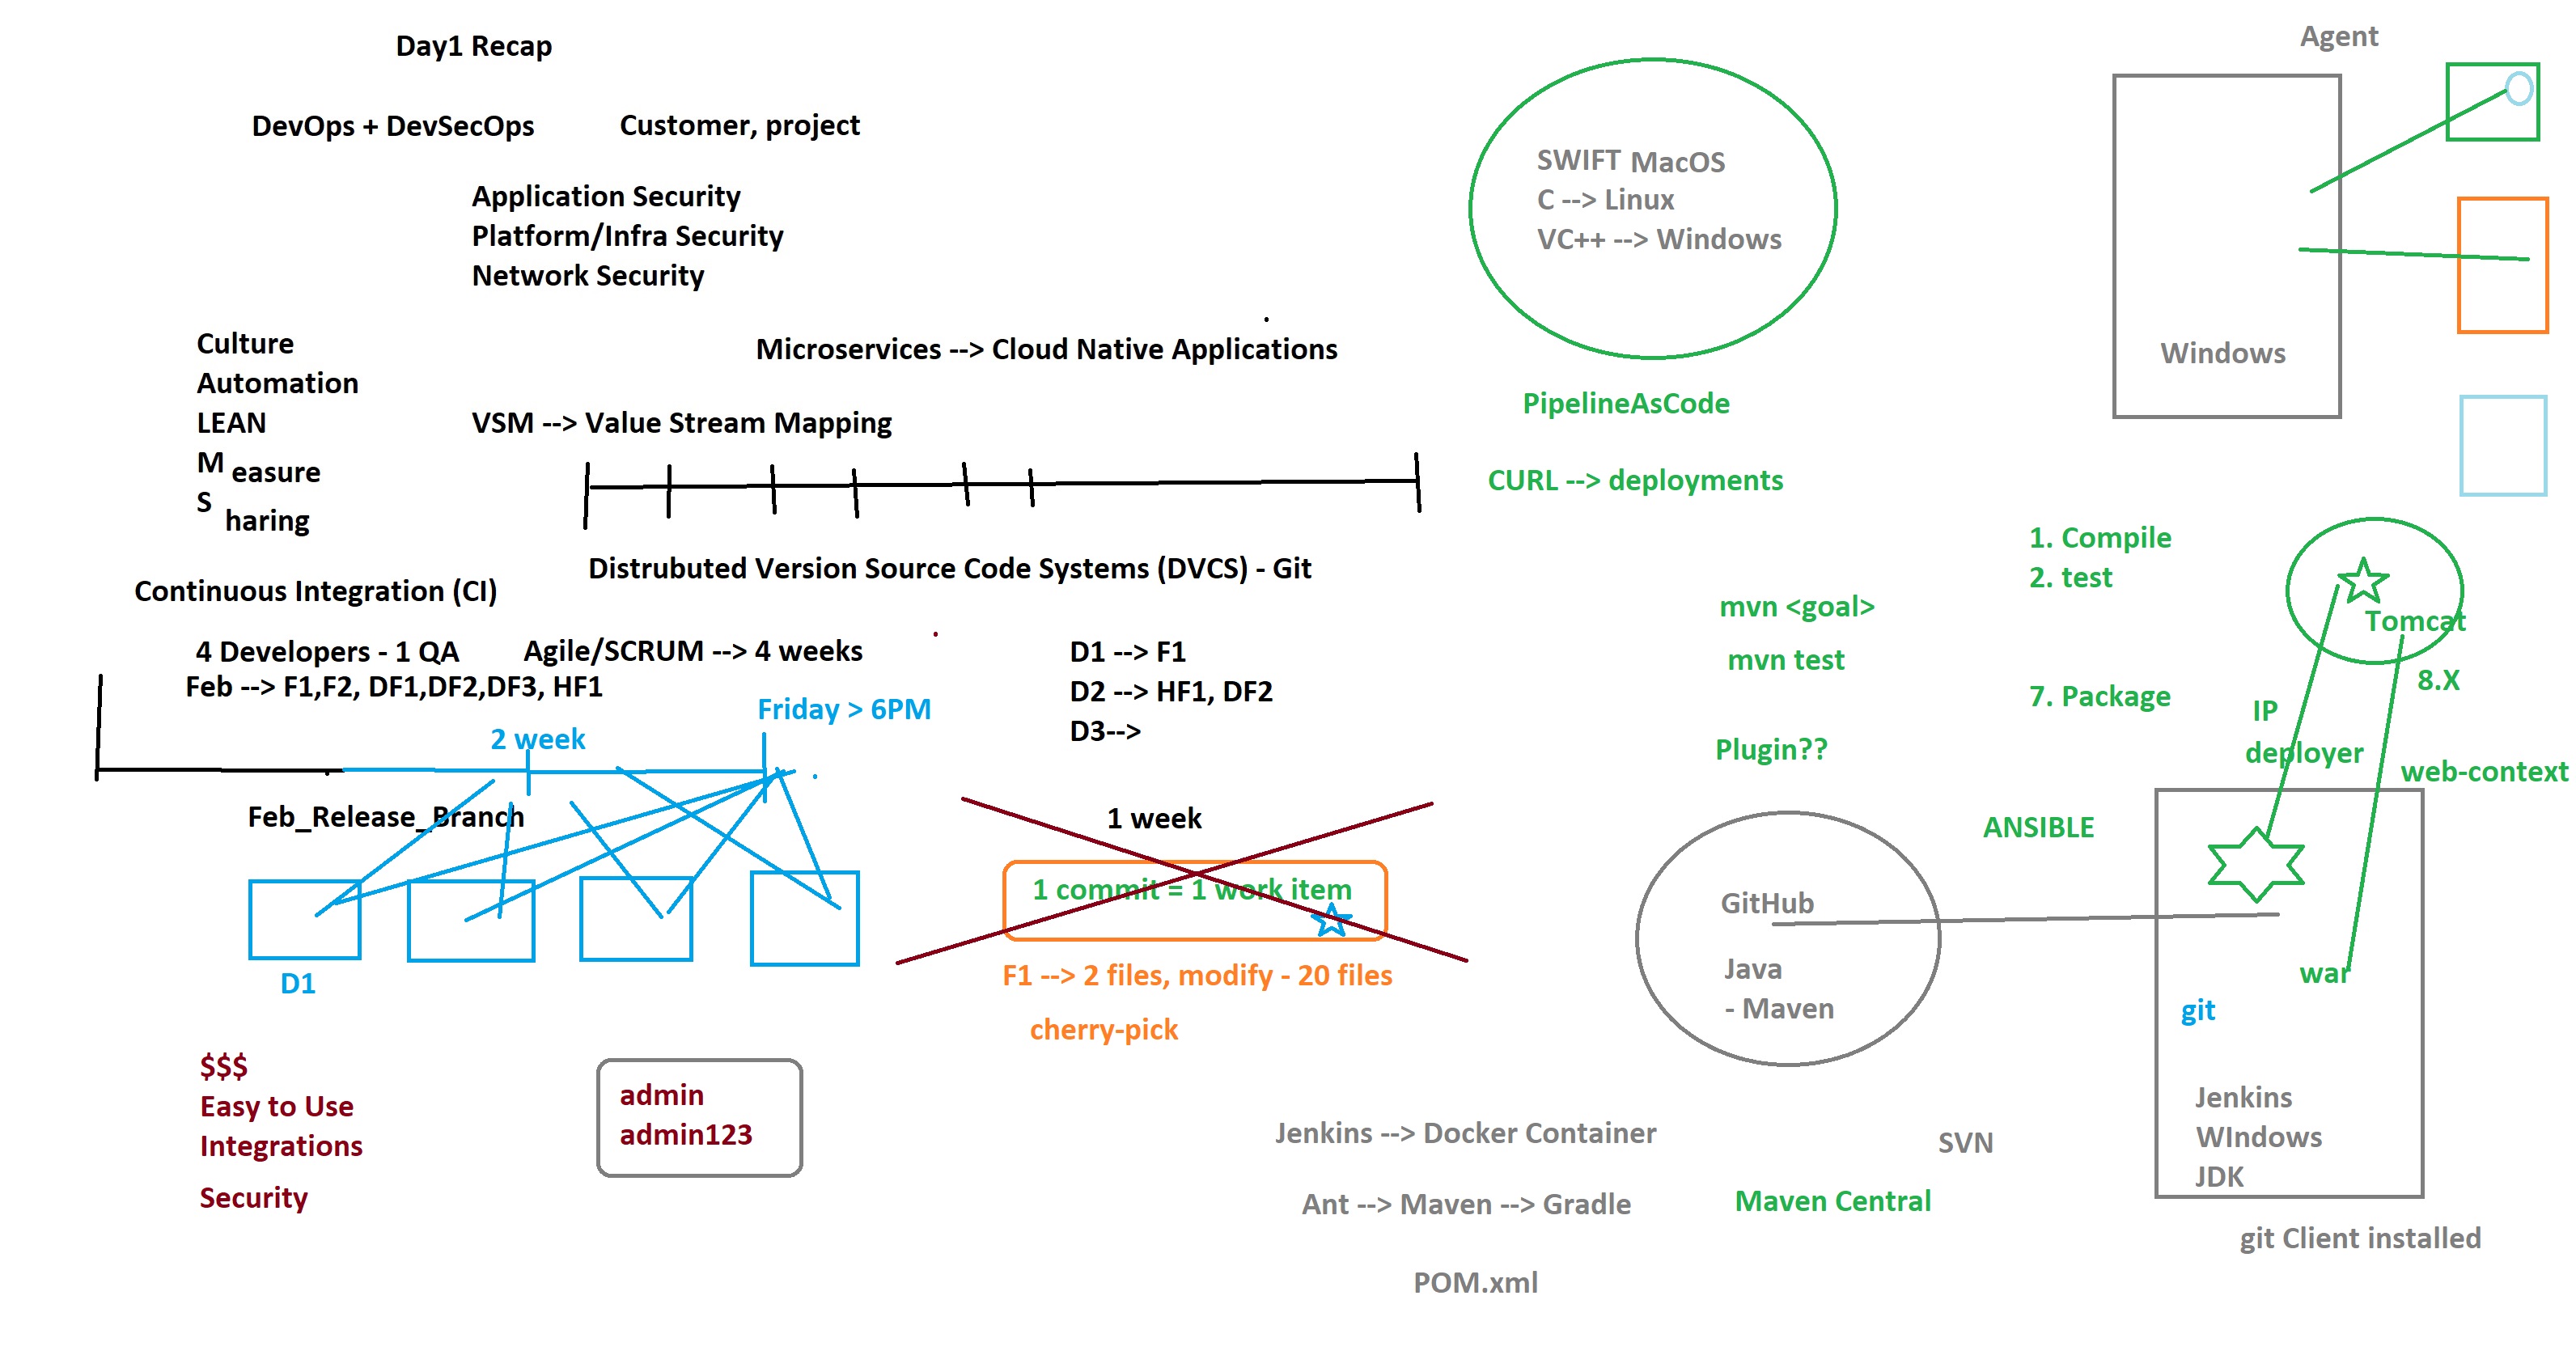 Day1 Recap
DevOps + DevSecOps
Customer, project
Application Security
Platform/Infra Security
Network Security
Culture
Automation
LEAN
M easure
S haring
Microservices --> Cloud Native Applications
VSM --> Value Stream Mapping
Distrubuted Version Source Code Systems (DVCS) - Git
Continuous Integration (CI)
4 Developers - 1 QA
Agile/SCRUM --> 4 weeks
Feb --> F1,F2, DF1,DF2,DF3, HF1
D1 --> F1
D2 --> HF1, DF2
D3-->
2 week
Friday > 6PM
Feb_Release_Branch
D1
1 week
1 commit = 1 work item
F1 --> 2 files, modify - 20 files
cherry-pick
$$$
Easy to Use
Integrations
Security
admin
admin123
SWIFT MacOS
C --> Linux
VC++ --> Windows
PipelineAsCode
CURL --> deployments
Agent
Windows
1. Compile
2. test
7. Package
mvn <goal>
mvn test
Plugin??
Tomcat
8.X
IP
deployer
web-context
ANSIBLE
GitHub
Java
- Maven
war
git
Jenkins
WIndows
JDK
git Client installed
Jenkins --> Docker Container
SVN
Ant --> Maven --> Gradle
Maven Central
POM.xml